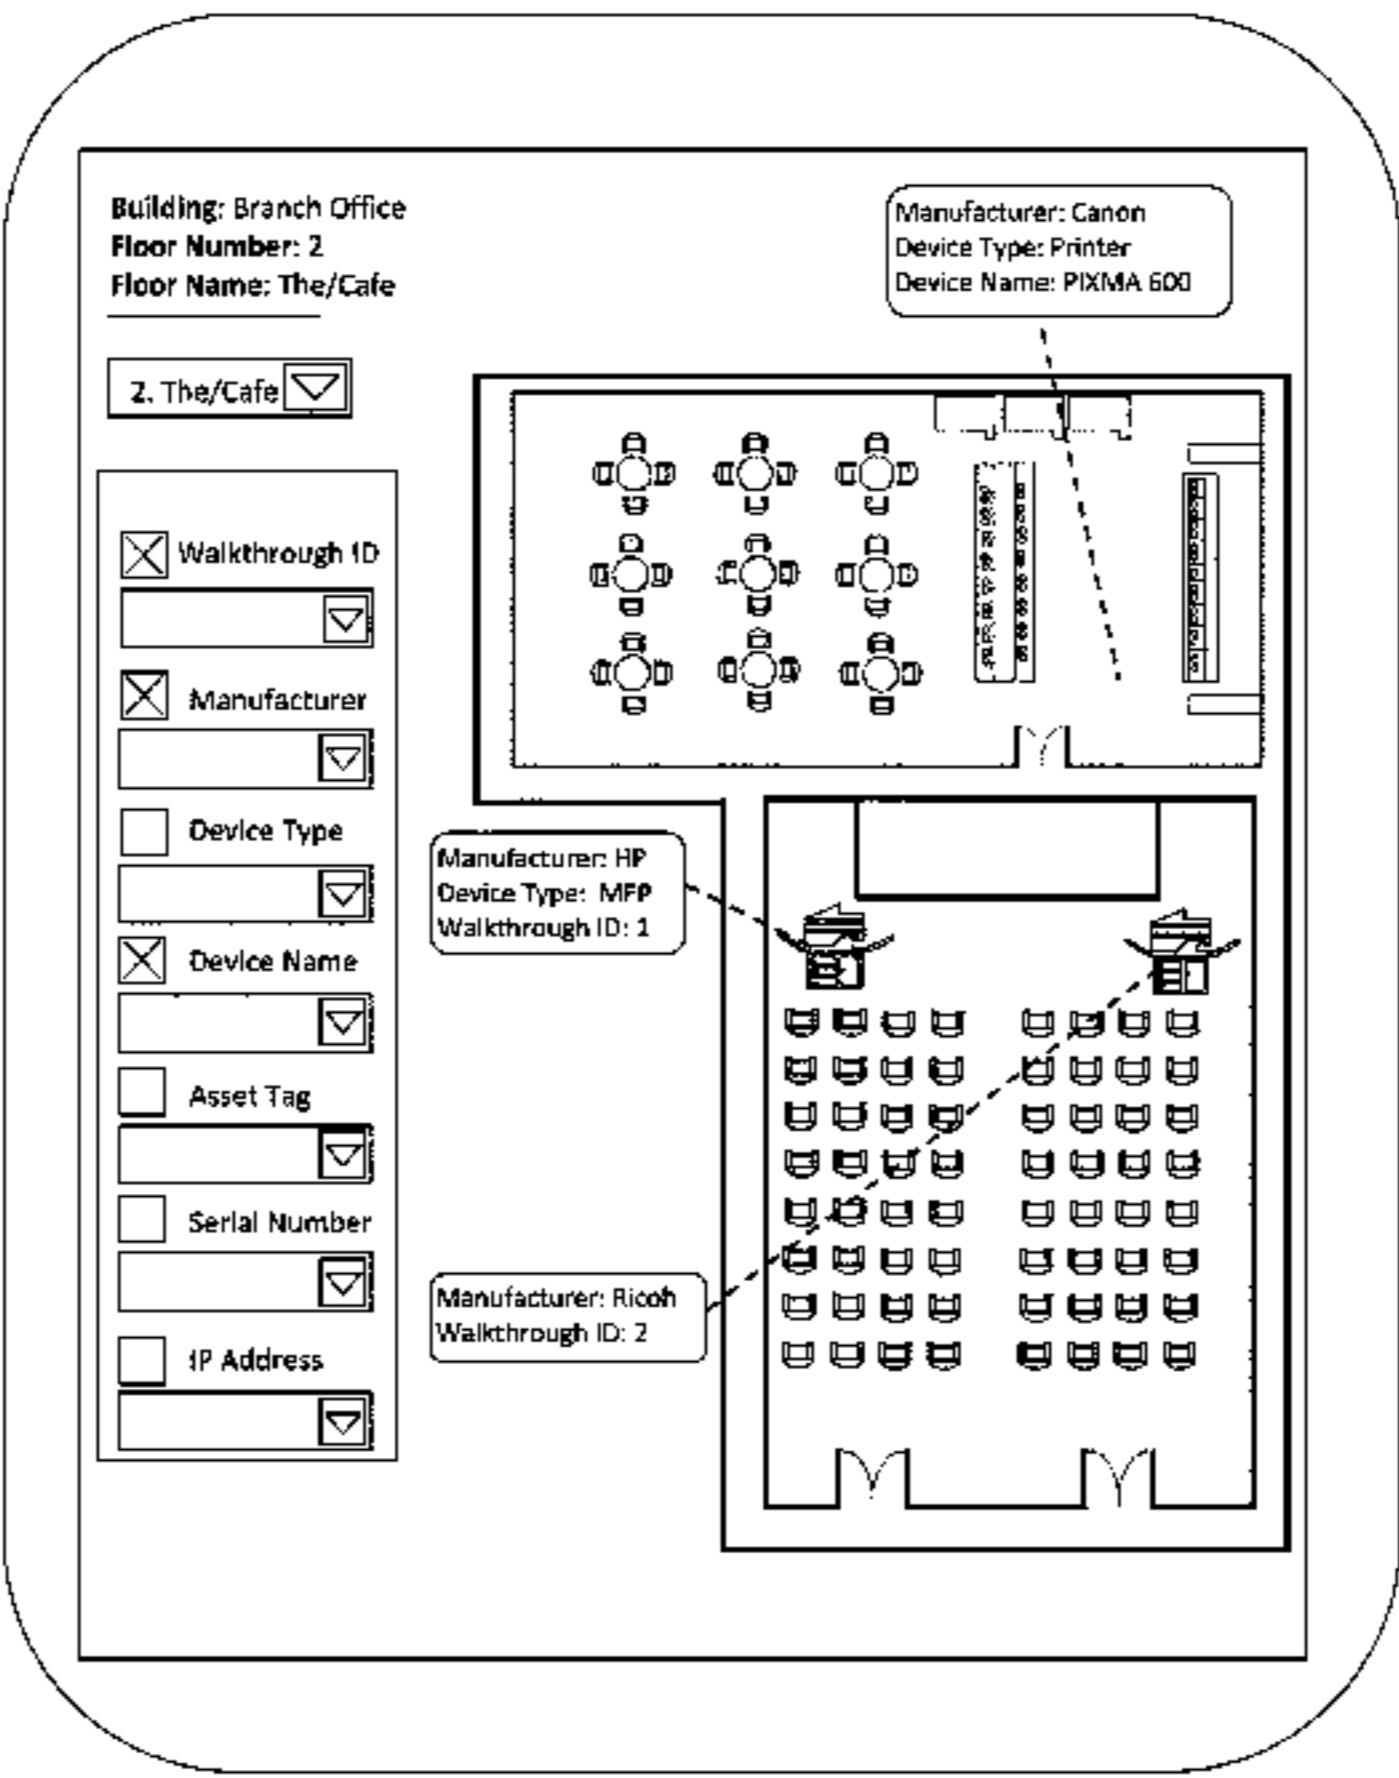 Building: Branch Office
Floor Number: 2
Floor Name: The/Cafe
2. The/Cafe
Walkthrough ID
Manufacturer
Device Type
Device Name
Asset Tag
Serial Number
IP Address
Manufacturer: Canon
Device Type: Printer
Device Name: PIXMA 600
Manufacturer: HP
Device Type: MFP
Walkthrough ID: 1
Manufacturer: Ricoh
Walkthrough ID: 2